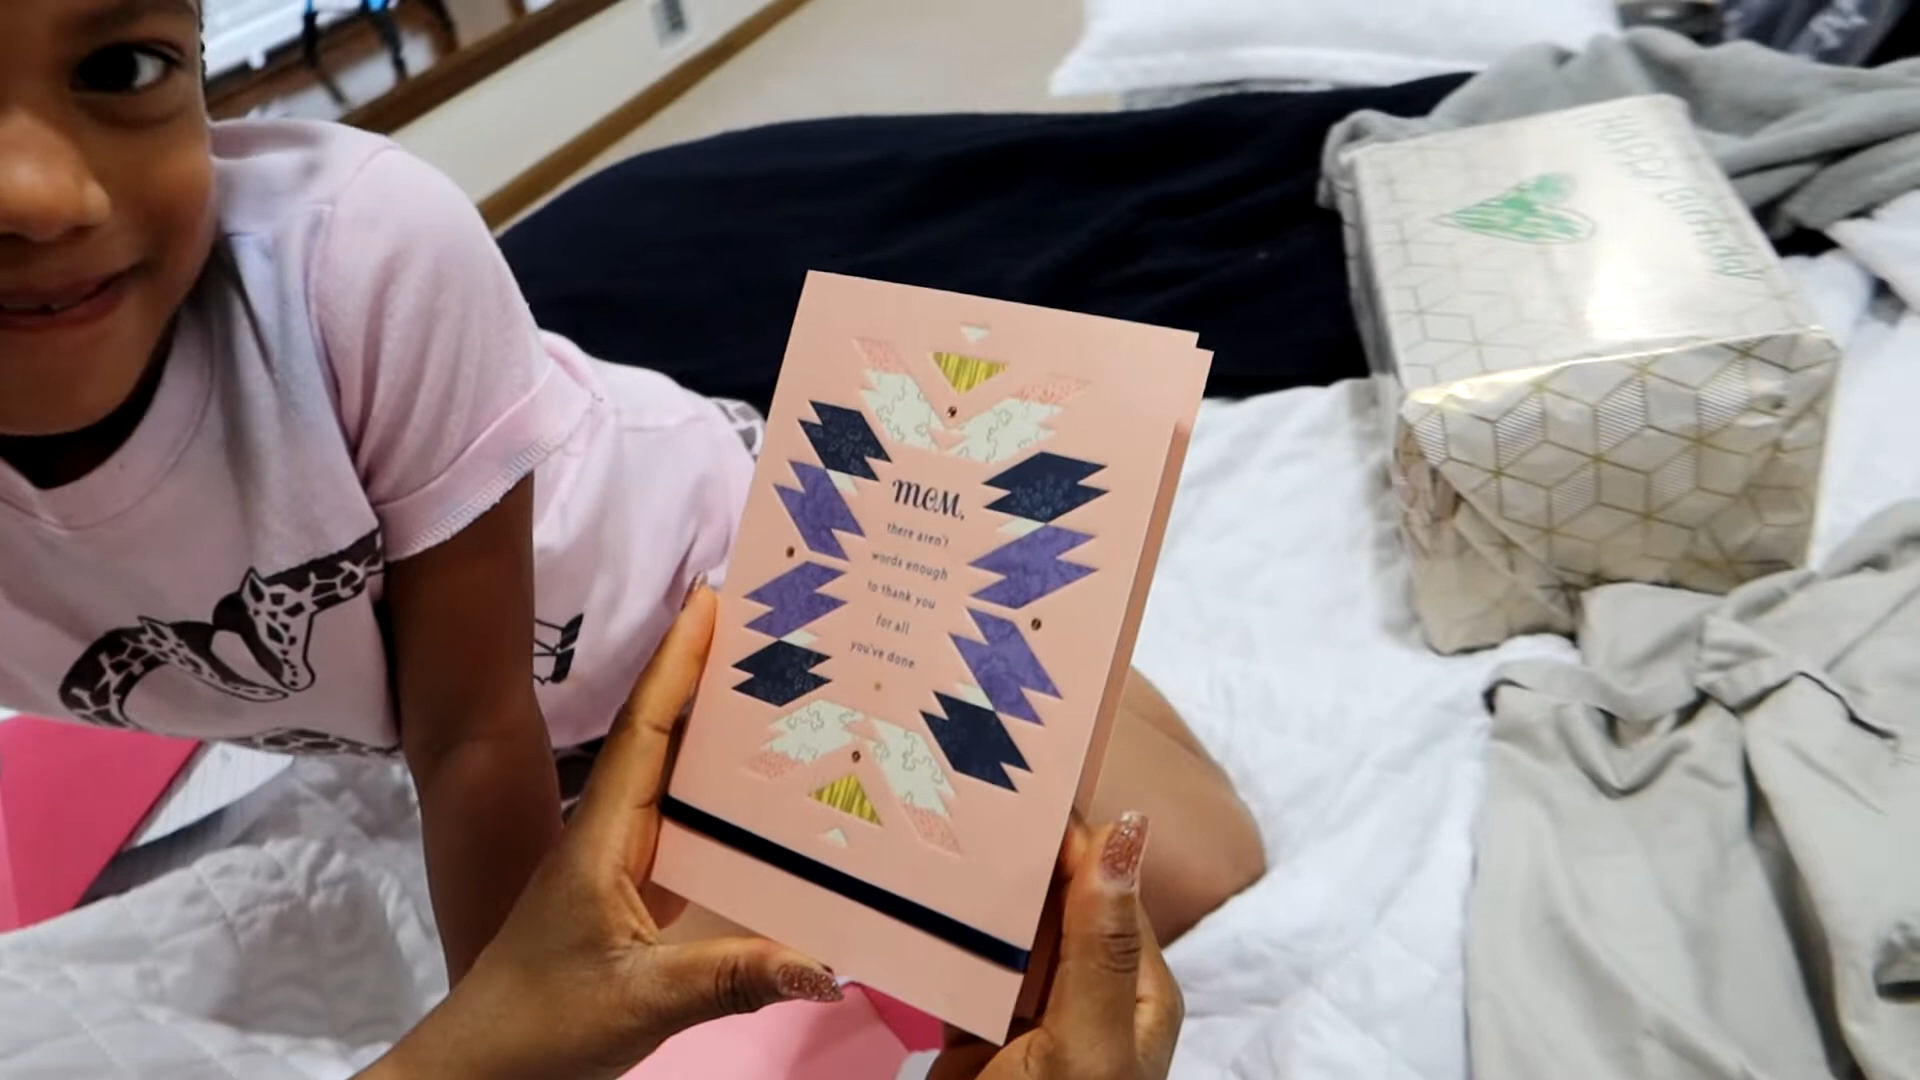 mom,
there aren't
words enough
to thank you
for all
you've done
HAPPY BirthDAY